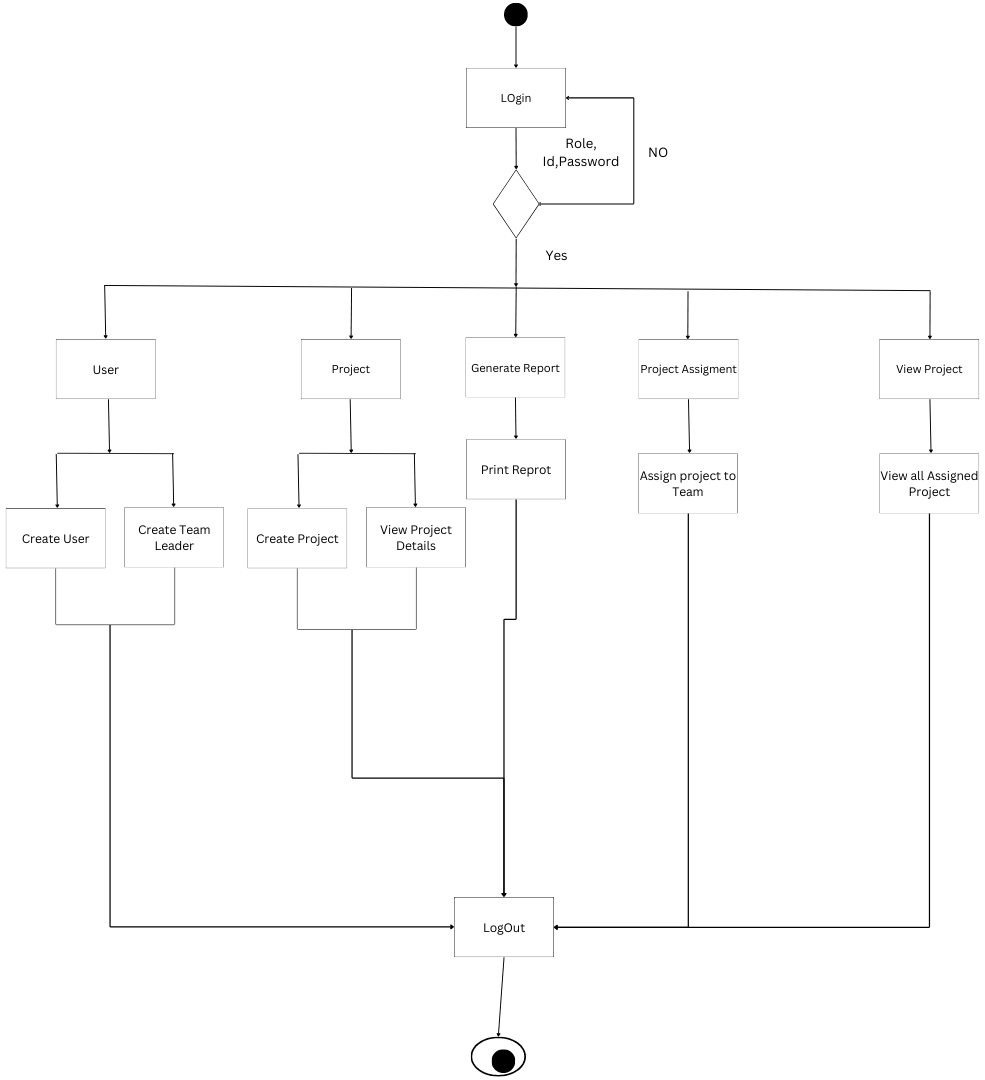 LOgin
Role,
Id,Password
NO
Yes
User
Project
Generate Report
Project Assigment
View Project
Print Reprot
Assign project to
Team
View all Assigned
Project
Create User
Create Team
Leader
Create Project
View Project
Details
LogOut